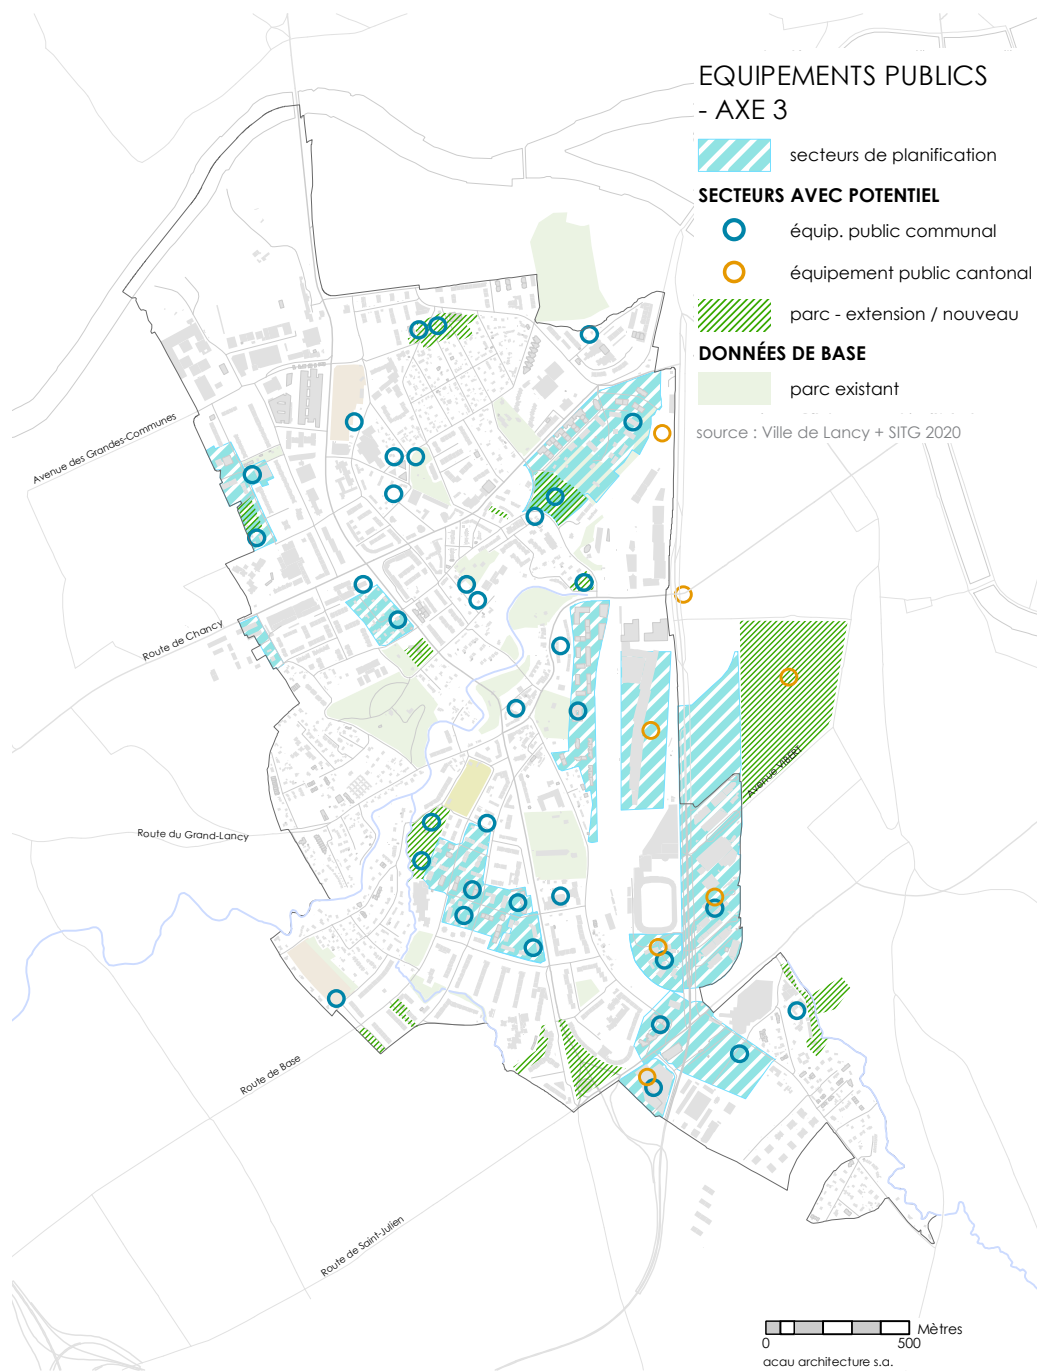 EQUIPEMENTS PUBLICS
- AXE 3
secteurs de planification
SECTEURS AVEC POTENTIEL
équip. public communal
équipement public cantonal
parc - extension / nouveau
DONNÉES DE BASE
parc existant
source : Ville de Lancy + SITG 2020
Avenue des Grandes-Communes
Route de Chancy
Avenue VIBERT
Route du Grand-Lancy
Route de Base
Route de Saint-Julien
Mètres
0 500
acau architecture s.a.